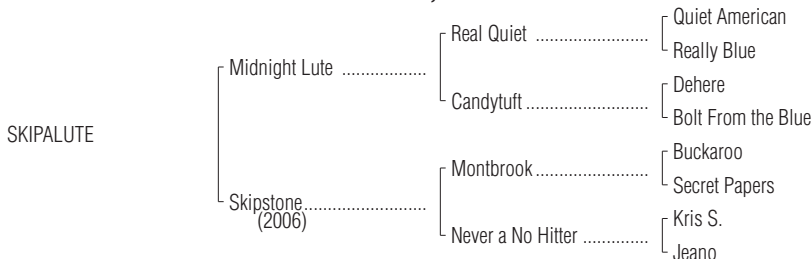 Quiet American
Real Quiet ..............................
Really Blue
Midnight Lute ...................
Dehere
Candytuft ................................
Bolt From the Blue
SKIPALUTE
Buckaroo
Montbrook .............................
Secret Papers
Skipstone ...............................
(2006)
Kris S.
Never a No Hitter .................
Jeano